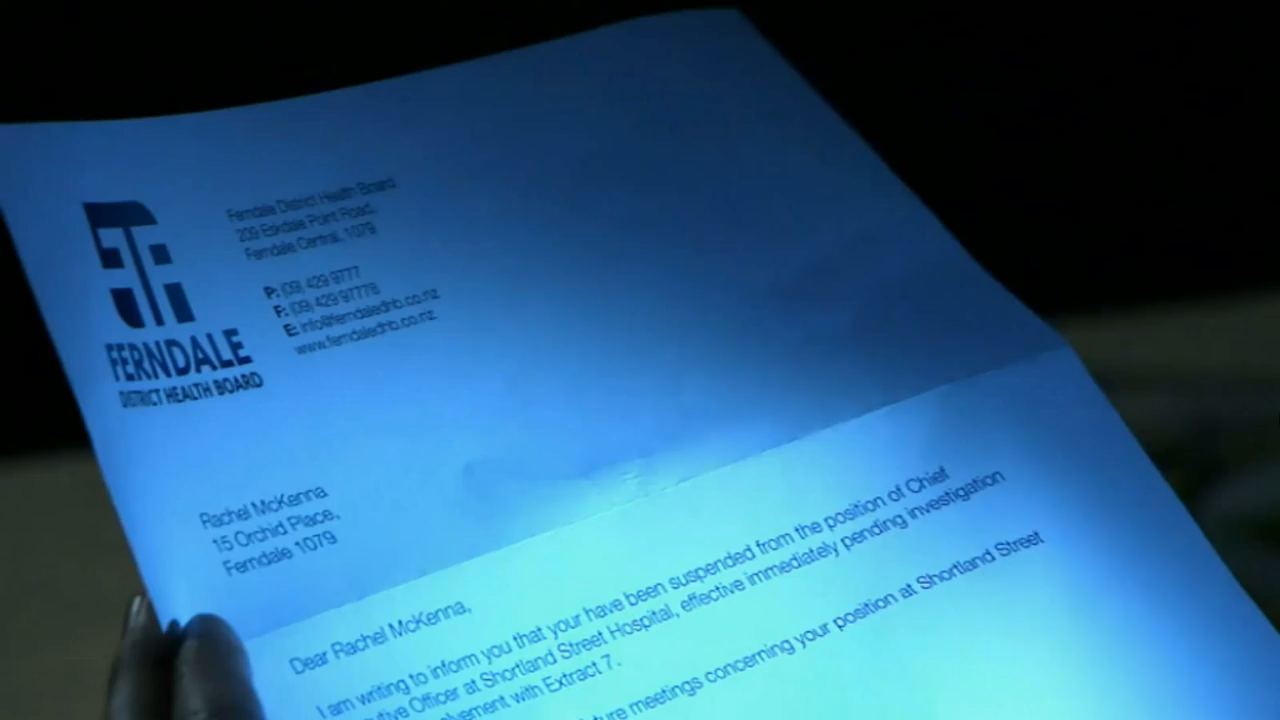 FERNDALE
DISTRICT HEALTH BOARD
Ferndale District Health Board
209 Eskdale Point Road,
Ferndale Central, 1079
P: (09) 429 9777
F: (09) 429 97778
E: info@ferndaledhb.co.nz
www.ferndaledhb.co.nz
Rachel McKenna
15 Orchid Place,
Ferndale 1079
Dear Rachel McKenna,
I am writing to inform you that your have been suspended from the position of Chief
Officer at Shortland Street Hospital, effective immediately pending investigation
with Extract 7.
meetings concerning your position at Shortland Street